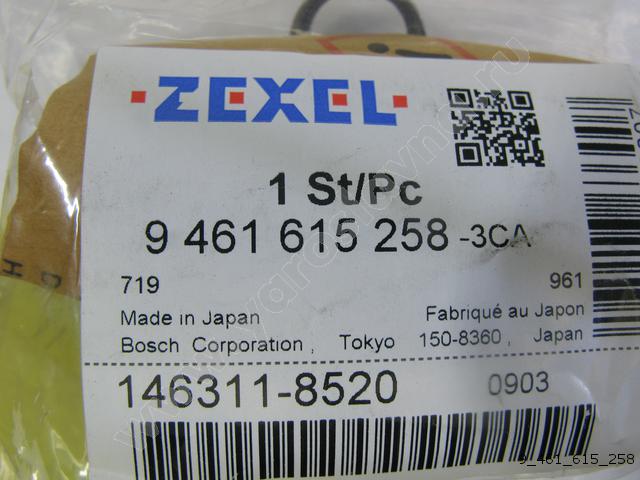 ZEXEL
1 St/Pc
9 461 615 258 -3CA
719 961
Made in Japan Fabriqué au Japon
Bosch Corporation , Tokyo 150-8360 , Japan
146311-8520 0903
9_461_615_258